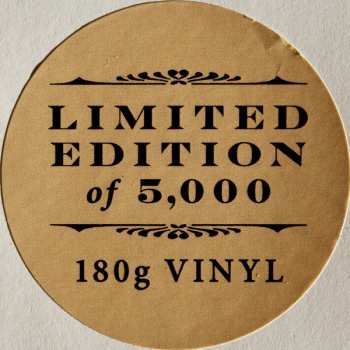 LIMITED
EDITION
of 5,000
180g VINYL